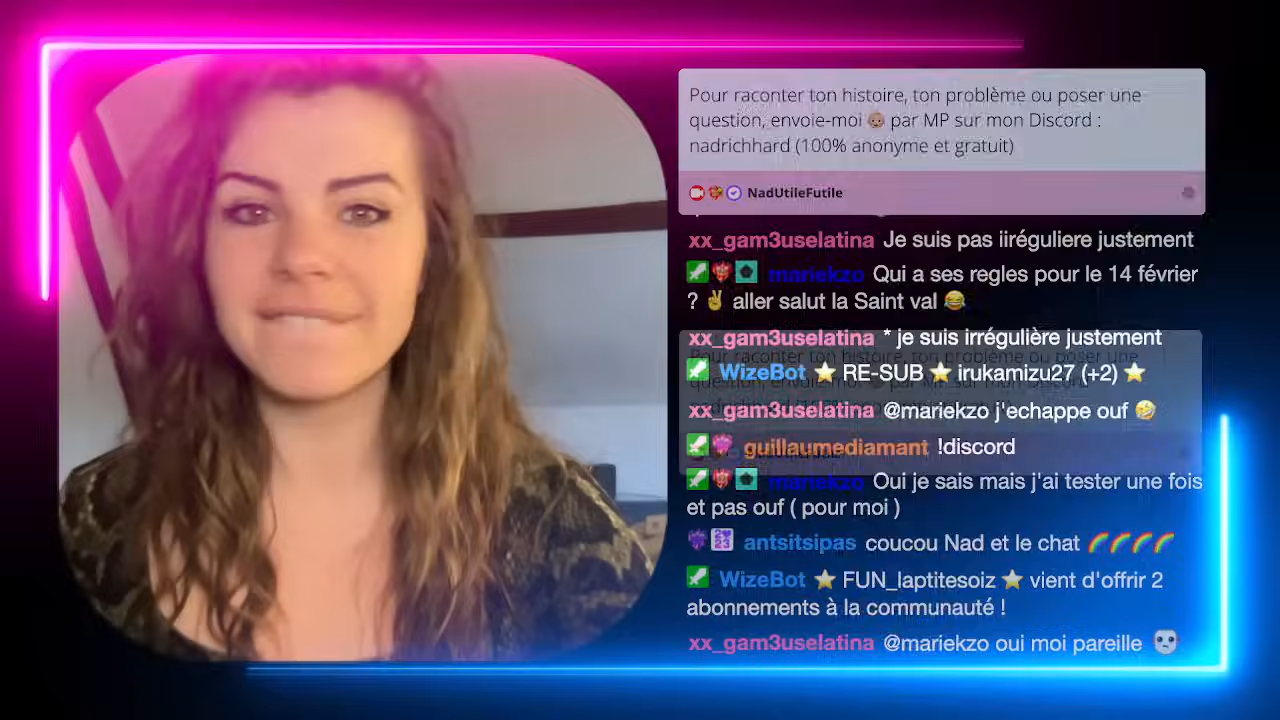 Pour raconter ton histoire, ton problème ou poser une
question, envoie-moi 👶🏽 par MP sur mon Discord :
nadrichhard (100% anonyme et gratuit)
NadUtileFutile
xx_gam3uselatina Je suis pas iiréguliere justement
mariekzo Qui a ses regles pour le 14 février
? ✌ aller salut la Saint val 😂
xx_gam3uselatina * je suis irrégulière justement
WizeBot ⭐ RE-SUB ⭐ irukamizu27 (+2) ⭐
xx_gam3uselatina @mariekzo j'echappe ouf 🤣
guillaumediamant !discord
mariekzo Oui je sais mais j'ai tester une fois
et pas ouf ( pour moi )
antsitsipas coucou Nad et le chat 🌈🌈🌈🌈
WizeBot ⭐ FUN_laptitesoiz ⭐ vient d'offrir 2
abonnements à la communauté !
xx_gam3uselatina @mariekzo oui moi pareille 💀